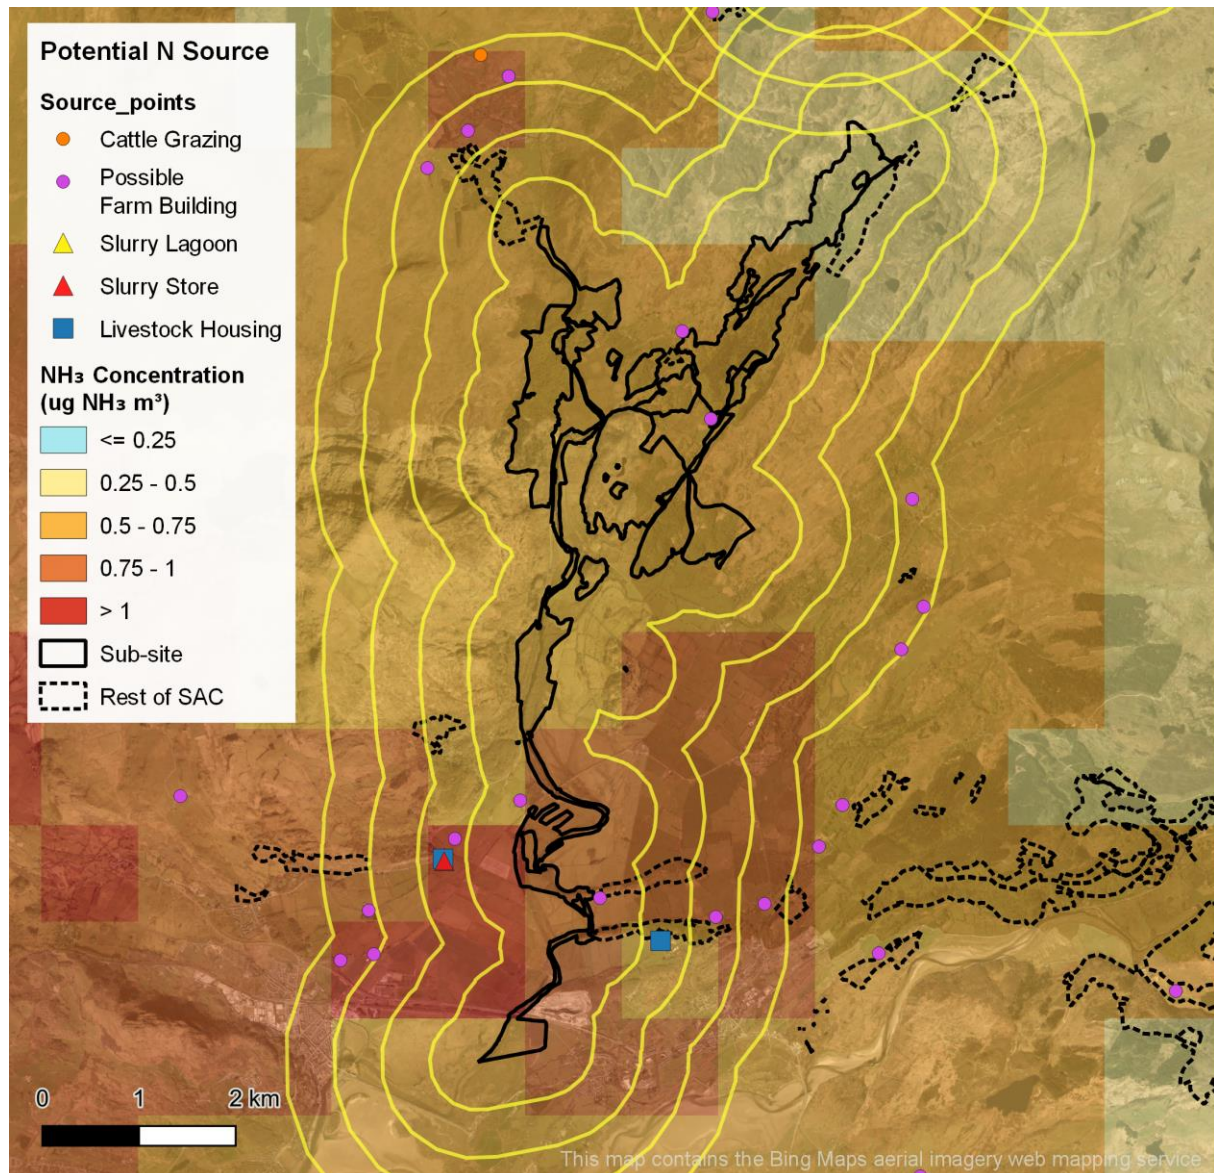 Potential N Source
Source_points
Cattle Grazing
Possible
Farm Building
Slurry Lagoon
Slurry Store
Livestock Housing
NH₃ Concentration
(ug NH₃ m³)
<= 0.25
0.25 - 0.5
0.5 - 0.75
0.75 - 1
> 1
Sub-site
Rest of SAC
0 1 2 km
This map contains the Bing Maps aerial imagery web mapping service